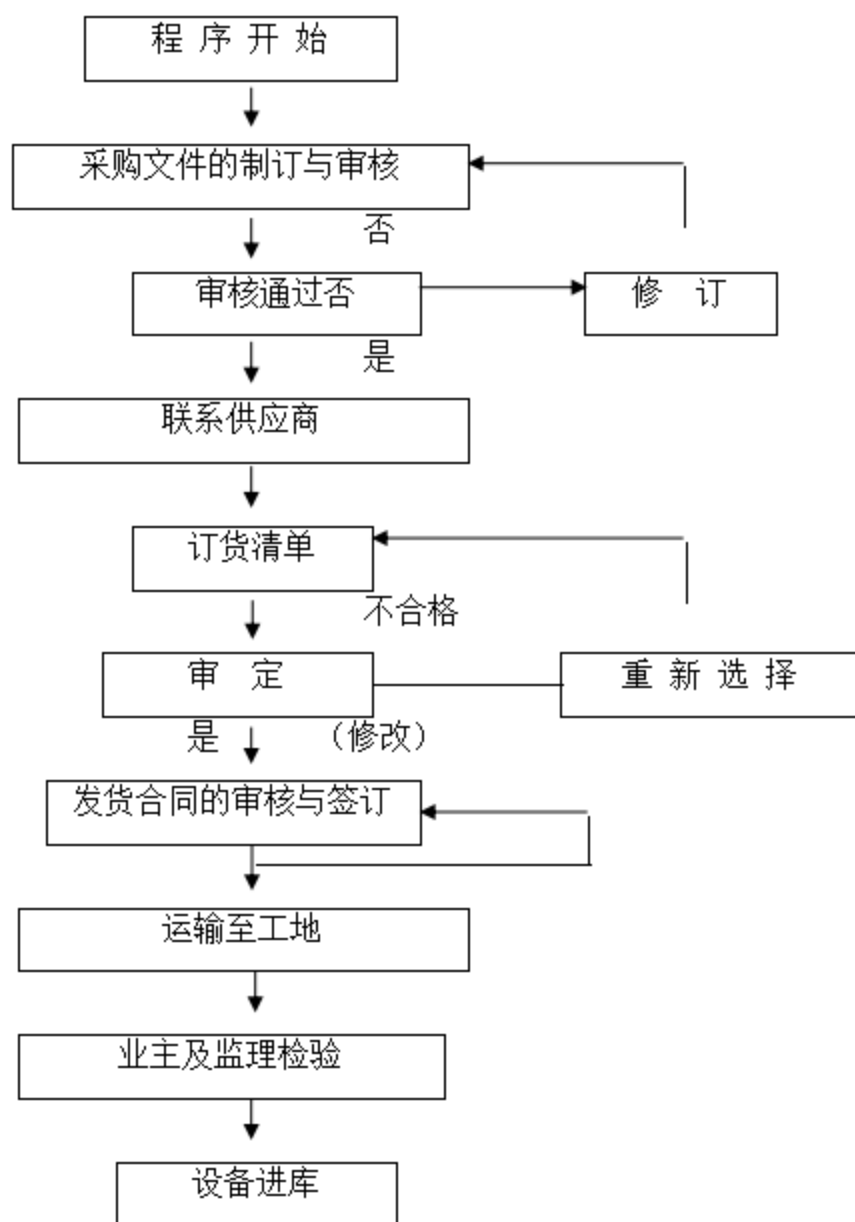 程 序 开 始
采购文件的制订与审核
否
审核通过否
修 订
是
联系供应商
订货清单
不合格
审 定
重 新 选 择
是 （修改）
发货合同的审核与签订
运输至工地
业主及监理检验
设备进库